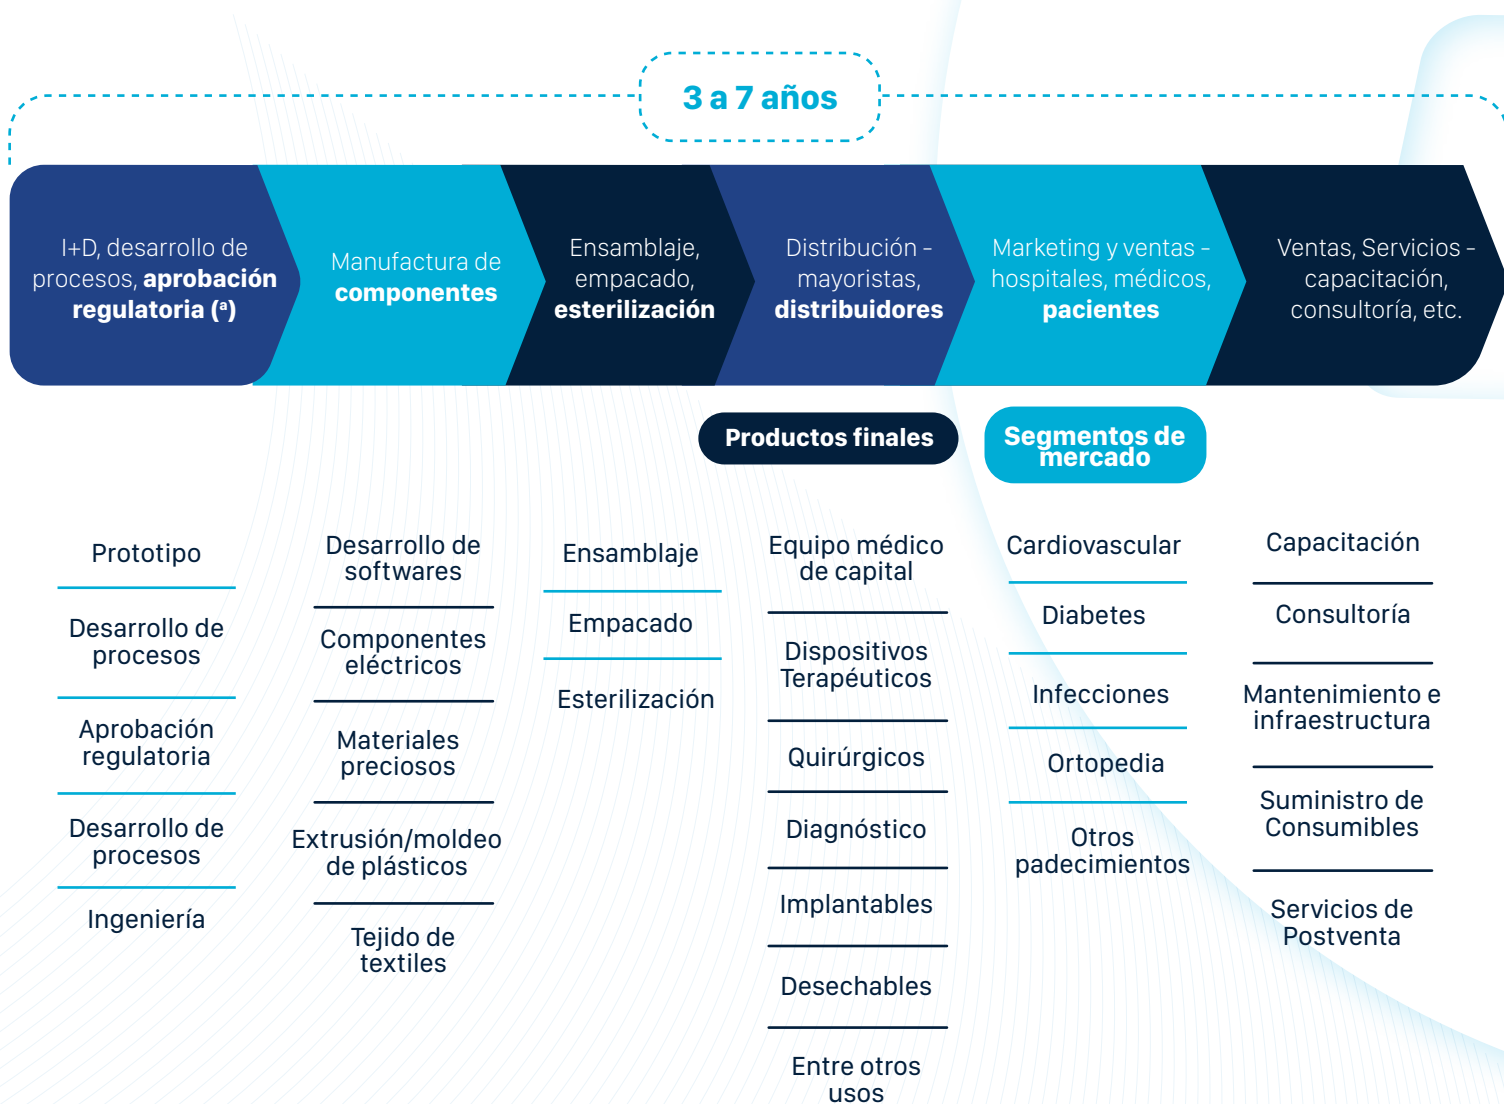 3 a 7 años
I+D, desarrollo de
procesos, aprobación
regulatoria (ª)
Manufactura de
componentes
Ensamblaje,
empacado,
esterilización
Distribución -
mayoristas,
distribuidores
Marketing y ventas -
hospitales, médicos,
pacientes
Ventas, Servicios -
capacitación,
consultoría, etc.
Productos finales
Segmentos de
mercado
Prototipo
Desarrollo de
procesos
Aprobación
regulatoria
Desarrollo de
procesos
Ingeniería
Desarrollo de
softwares
Componentes
eléctricos
Materiales
preciosos
Extrusión/moldeo
de plásticos
Tejido de
textiles
Ensamblaje
Empacado
Esterilización
Equipo médico
de capital
Dispositivos
Terapéuticos
Quirúrgicos
Diagnóstico
Implantables
Desechables
Entre otros
usos
Cardiovascular
Diabetes
Infecciones
Ortopedia
Otros
padecimientos
Capacitación
Consultoría
Mantenimiento e
infraestructura
Suministro de
Consumibles
Servicios de
Postventa